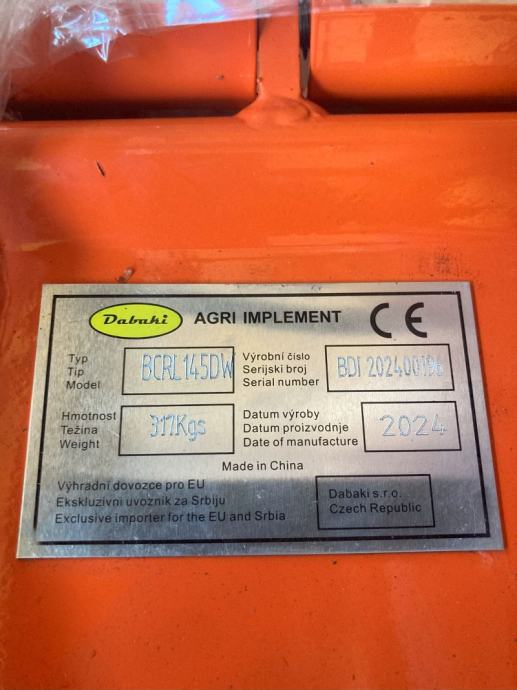 Dabaki AGRI IMPLEMENT CE
Typ
Tip
Model
BCRL145DW
Výrobní číslo
Serijski broj
Serial number
BDI 202400196
Hmotnost
Težina
Weight
317Kgs
Datum výroby
Datum proizvodnje
Date of manufacture
2024
Made in China
Výhradní dovozce pro EU
Ekskluzivni uvoznik za Srbiju
Exclusive importer for the EU and Srbia
Dabaki s.r.o.
Czech Republic